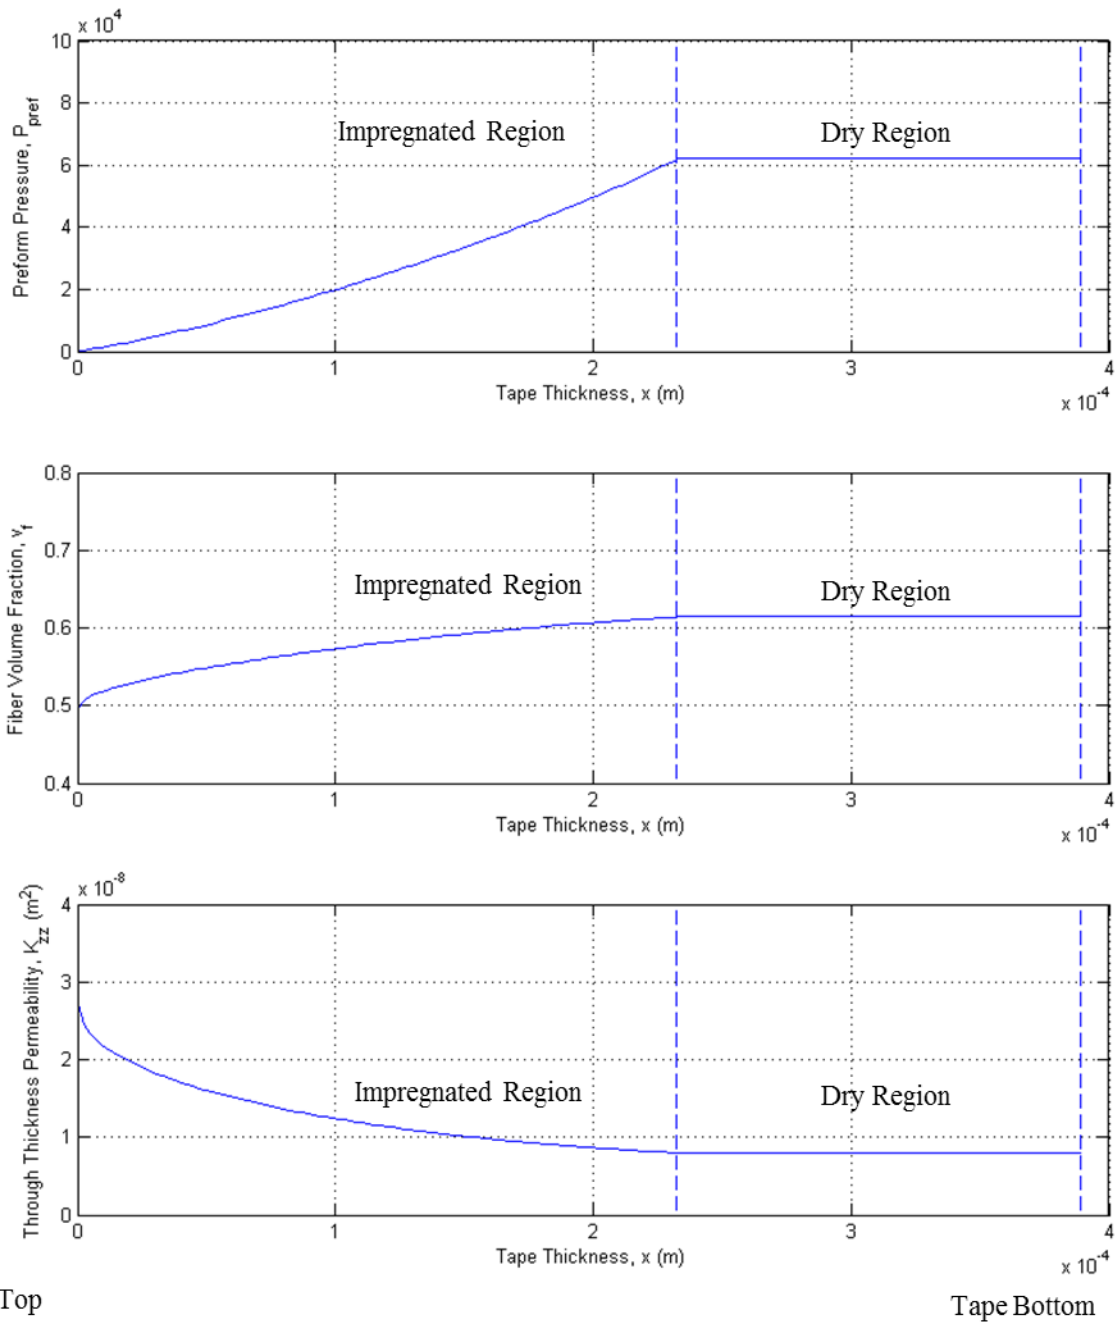 x 10^4
10
8
6
4
2
0
Preform Pressure, P_pref
Impregnated Region
Dry Region
0 1 2 3 4
Tape Thickness, x (m)
x 10^-4
0.8
0.7
0.6
0.5
0.4
Fiber Volume Fraction, v_f
Impregnated Region
Dry Region
0 1 2 3 4
Tape Thickness, x (m)
x 10^-4
x 10^-8
4
3
2
1
0
Through Thickness Permeability, K_zz (m^2)
Impregnated Region
Dry Region
0 1 2 3 4
Tape Thickness, x (m)
x 10^-4
Top
Tape Bottom